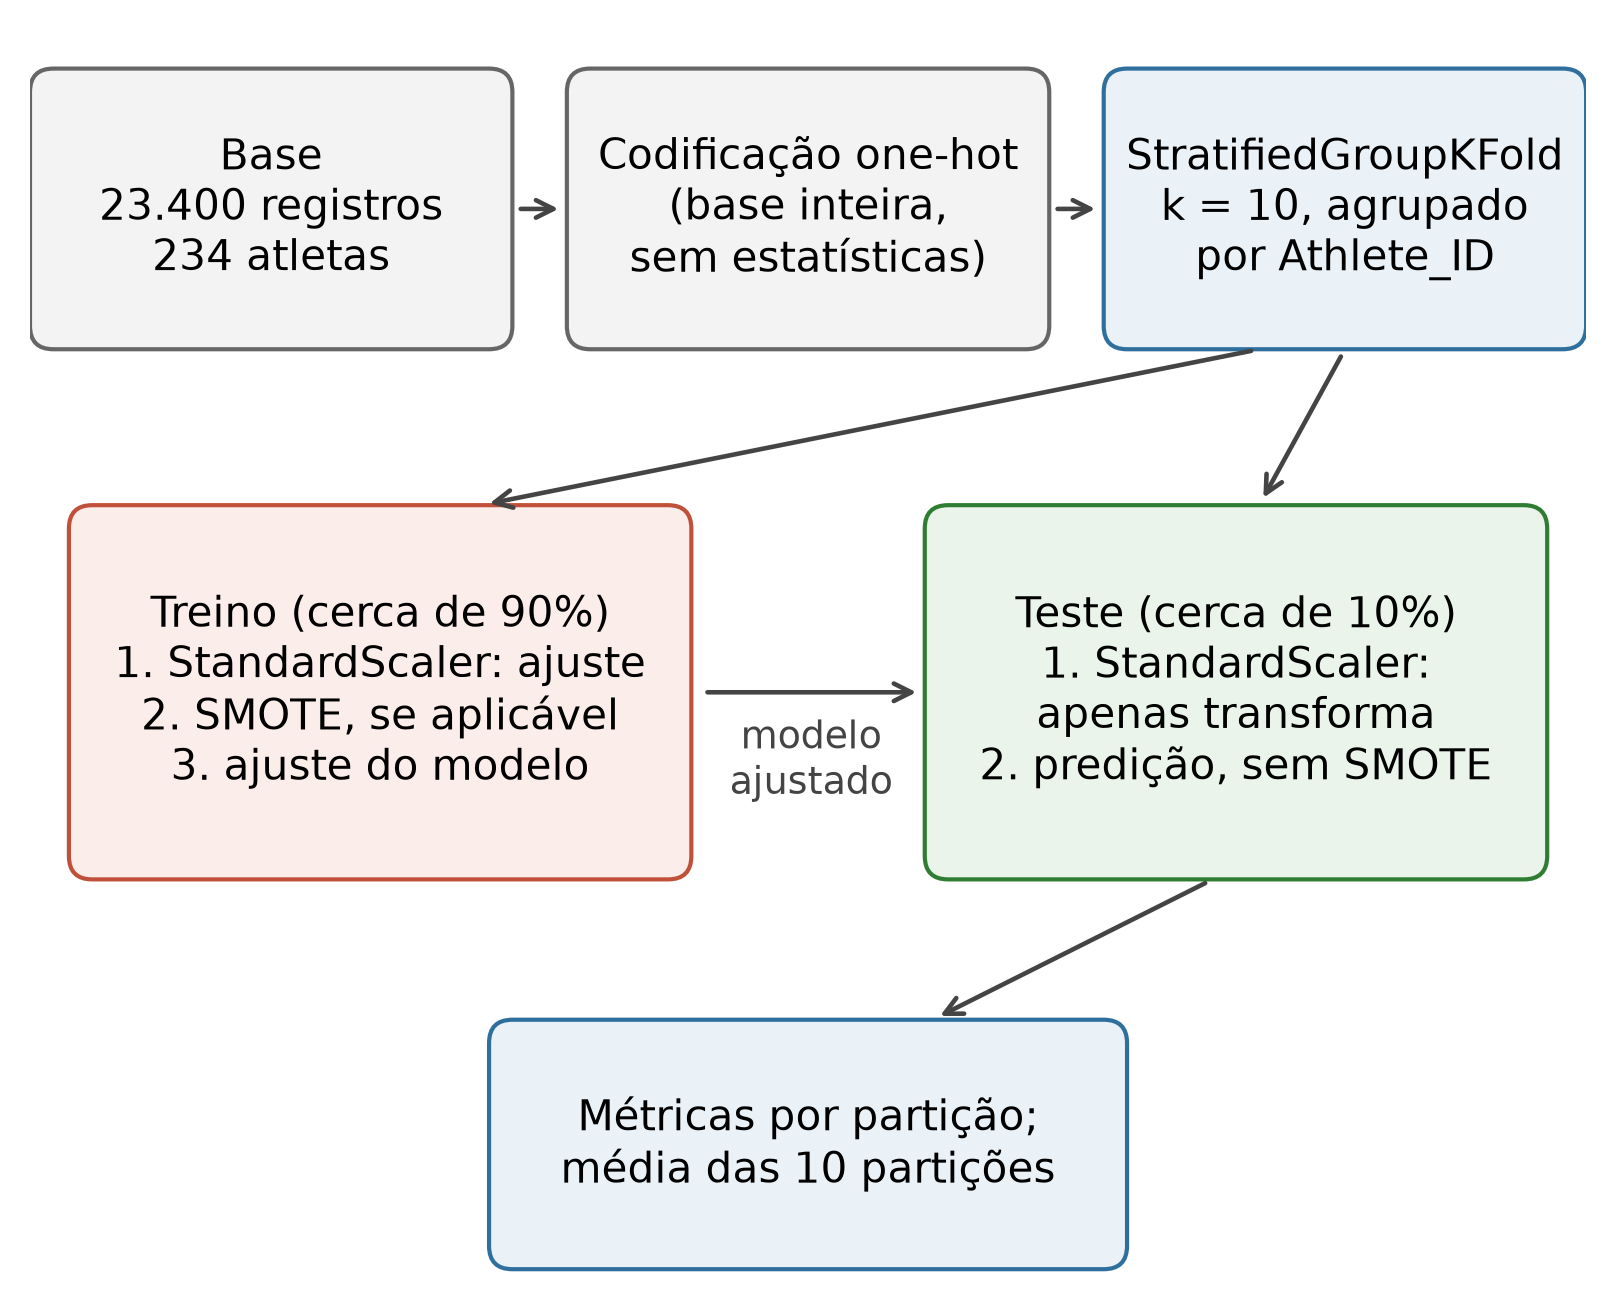 Base
23.400 registros
234 atletas
Codificação one-hot
(base inteira,
sem estatísticas)
StratifiedGroupKFold
k = 10, agrupado
por Athlete_ID
Treino (cerca de 90%)
1. StandardScaler: ajuste
2. SMOTE, se aplicável
3. ajuste do modelo
modelo
ajustado
Teste (cerca de 10%)
1. StandardScaler:
apenas transforma
2. predição, sem SMOTE
Métricas por partição;
média das 10 partições